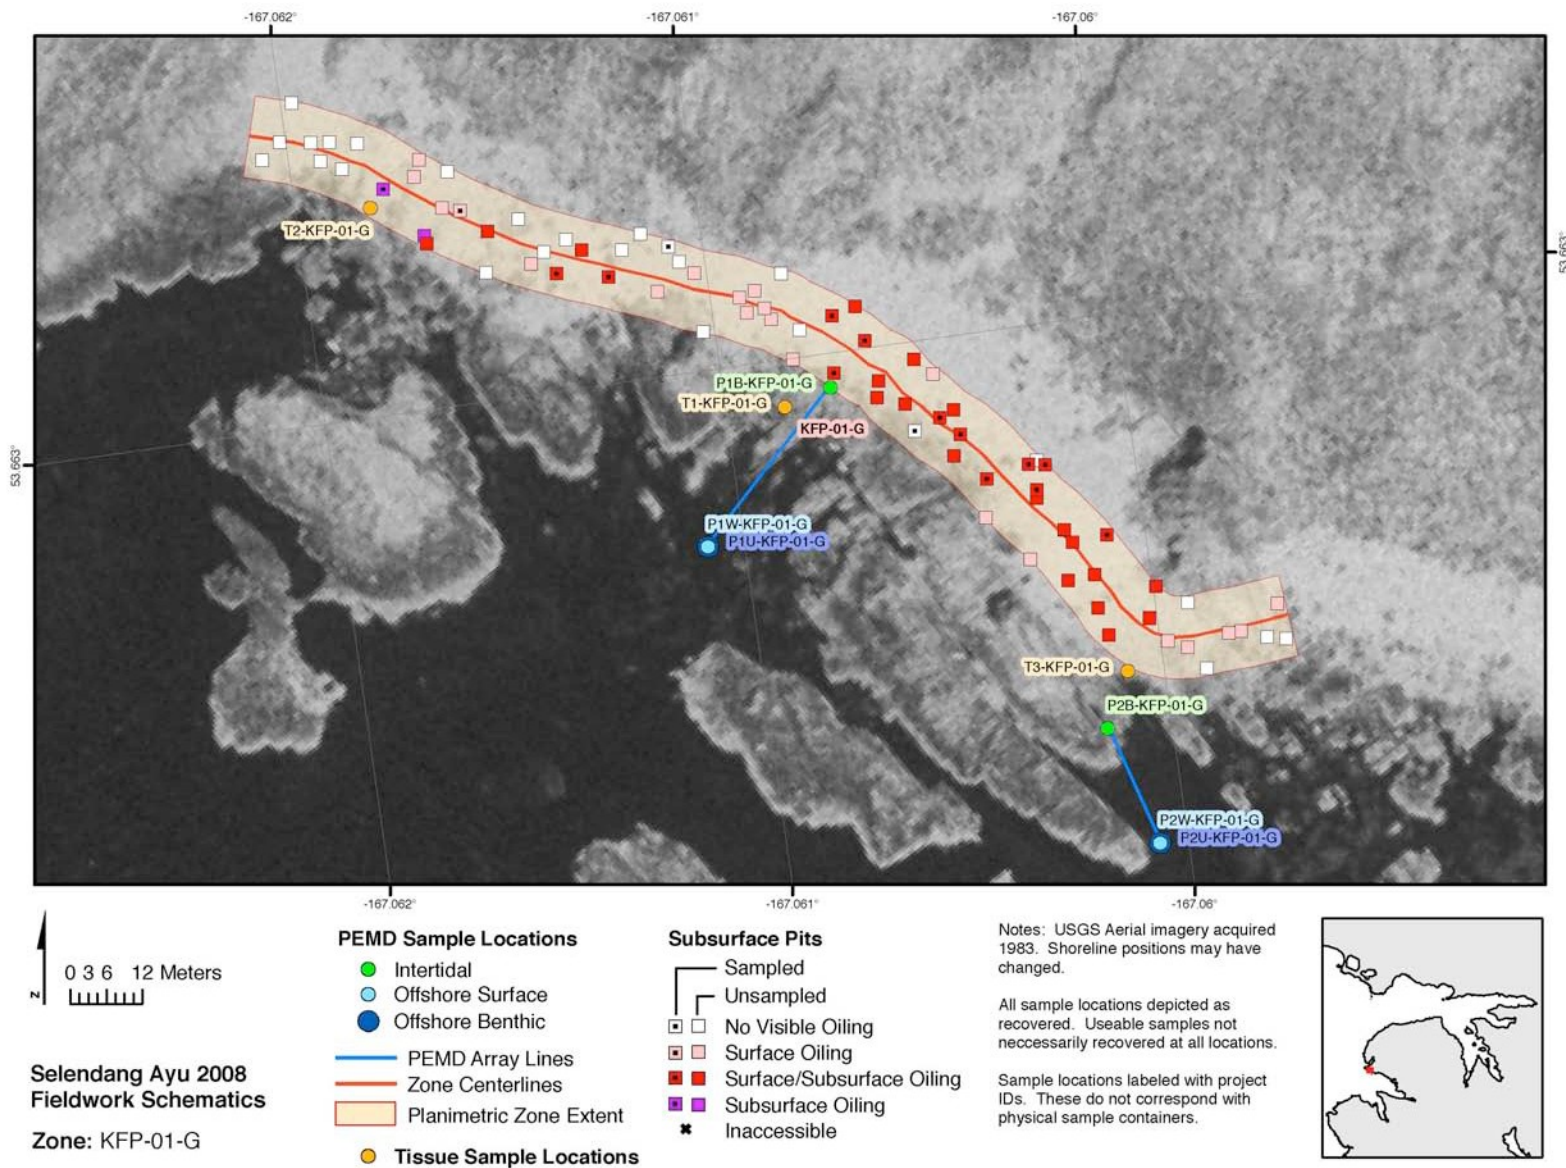 -167.062°
-167.061°
-167.06°
53.663°
53.663°
T2-KFP-01-G
P1B-KFP-01-G
T1-KFP-01-G
KFP-01-G
P1W-KFP-01-G
P1U-KFP-01-G
T3-KFP-01-G
P2B-KFP-01-G
P2W-KFP-01-G
P2U-KFP-01-G
-167.062°
-167.061°
-167.06°
z
0 3 6 12 Meters
Selendang Ayu 2008
Fieldwork Schematics
Zone: KFP-01-G
PEMD Sample Locations
Intertidal
Offshore Surface
Offshore Benthic
PEMD Array Lines
Zone Centerlines
Planimetric Zone Extent
Tissue Sample Locations
Subsurface Pits
Sampled
Unsampled
No Visible Oiling
Surface Oiling
Surface/Subsurface Oiling
Subsurface Oiling
Inaccessible
Notes: USGS Aerial imagery acquired
1983. Shoreline positions may have
changed.
All sample locations depicted as
recovered. Useable samples not
neccessarily recovered at all locations.
Sample locations labeled with project
IDs. These do not correspond with
physical sample containers.